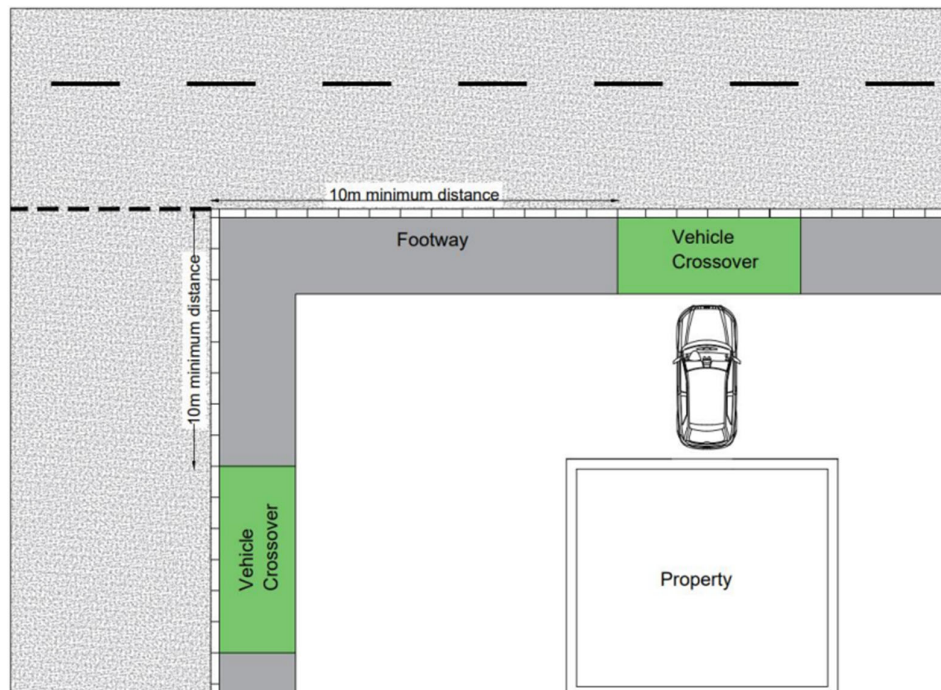 10m minimum distance
Footway
Vehicle
Crossover
10m minimum distance
Vehicle
Crossover
Property